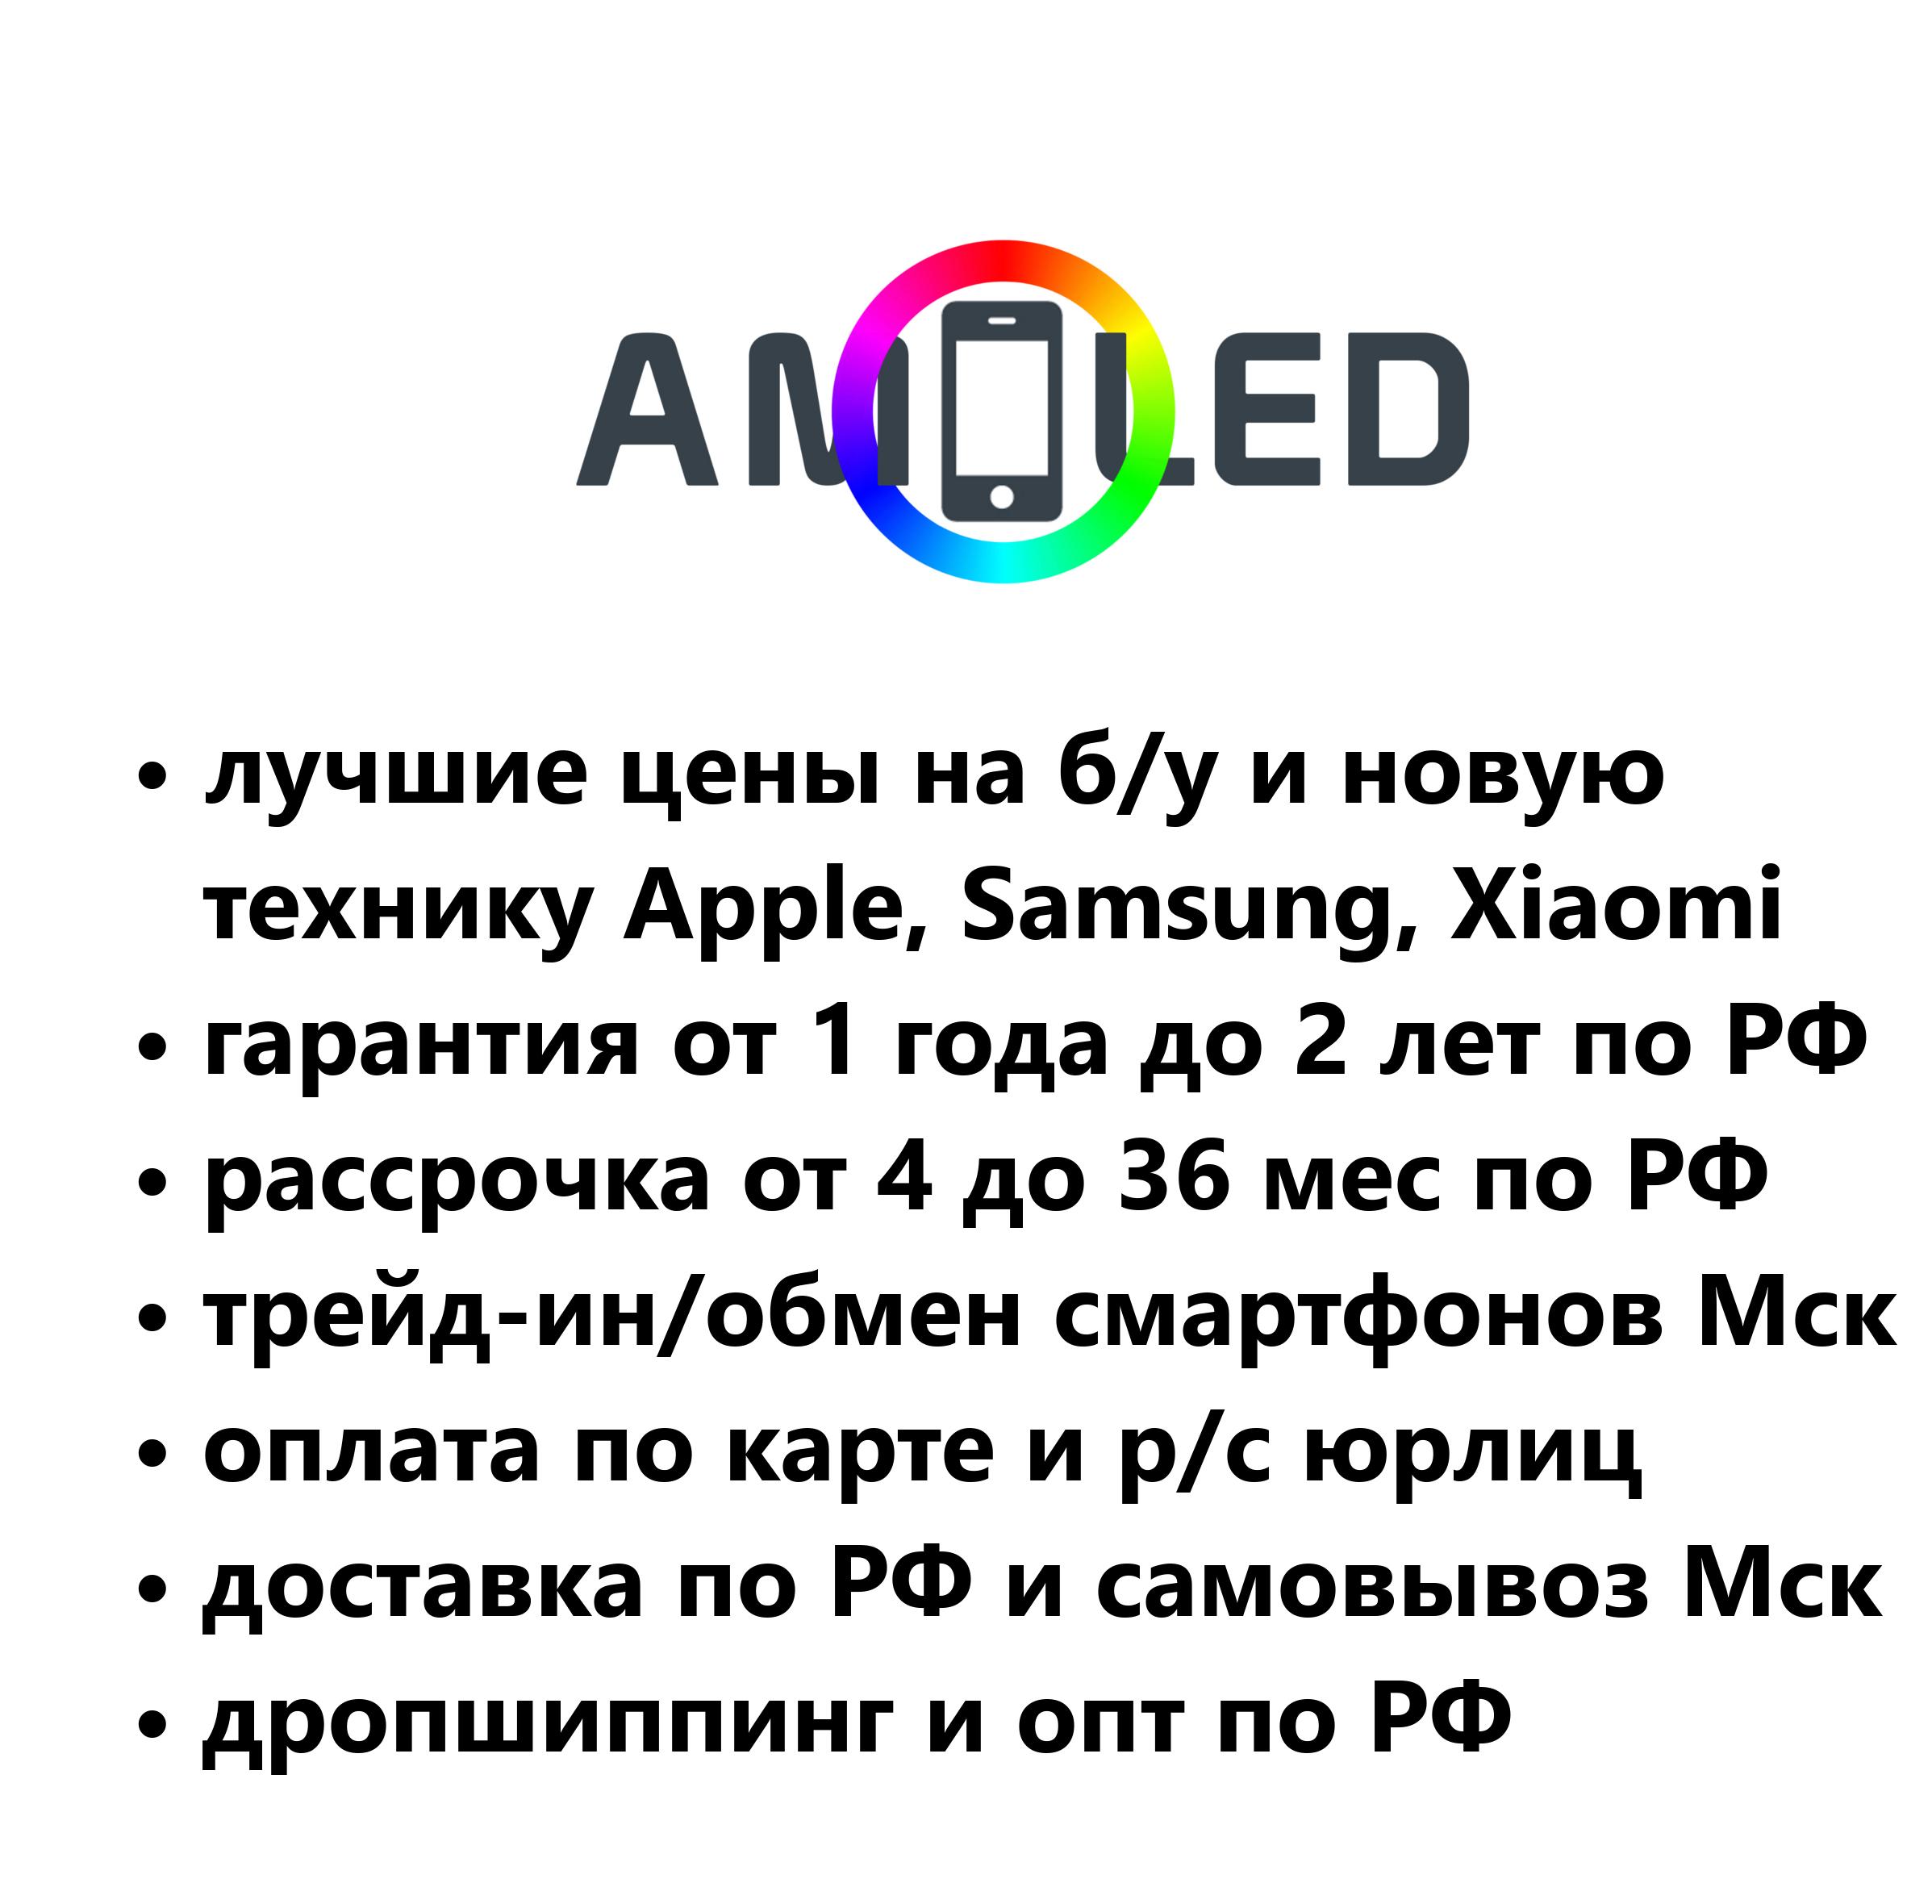 AMOLED
• лучшие цены на б/у и новую
технику Apple, Samsung, Xiaomi
• гарантия от 1 года до 2 лет по РФ
• рассрочка от 4 до 36 мес по РФ
• трейд-ин/обмен смартфонов Мск
• оплата по карте и р/с юрлиц
• доставка по РФ и самовывоз Мск
• дропшиппинг и опт по РФ